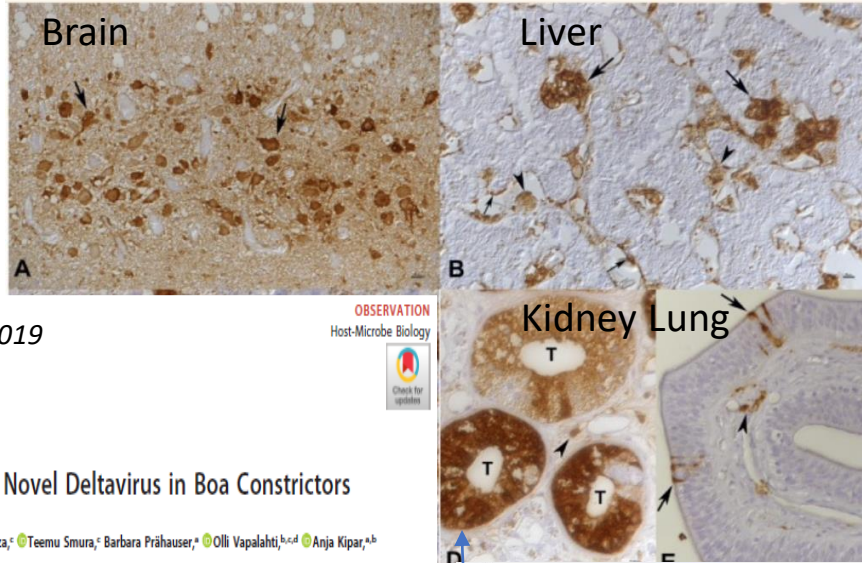 Brain
Liver
A
B
2019
OBSERVATION
Host-Microbe Biology
Check for
updates
Kidney Lung
T
T
T
D
E
Novel Deltavirus in Boa Constrictors
Teemu Smura,ᶜ Barbara Prähauser,ᵃ Olli Vapalahti,ᵇ,ᶜ,ᵈ Anja Kipar,ᵃ,ᵇ